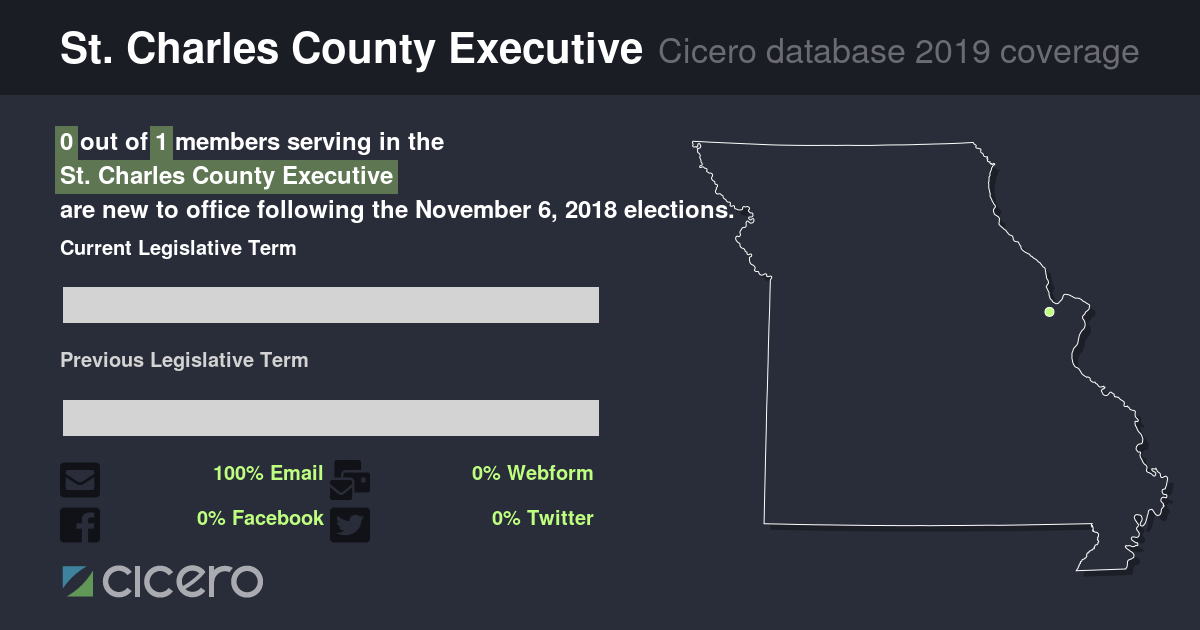 St. Charles County Executive Cicero database 2019 coverage
0 out of 1 members serving in the
St. Charles County Executive
are new to office following the November 6, 2018 elections.
Current Legislative Term
Previous Legislative Term
100% Email 0% Webform
0% Facebook 0% Twitter
cicero